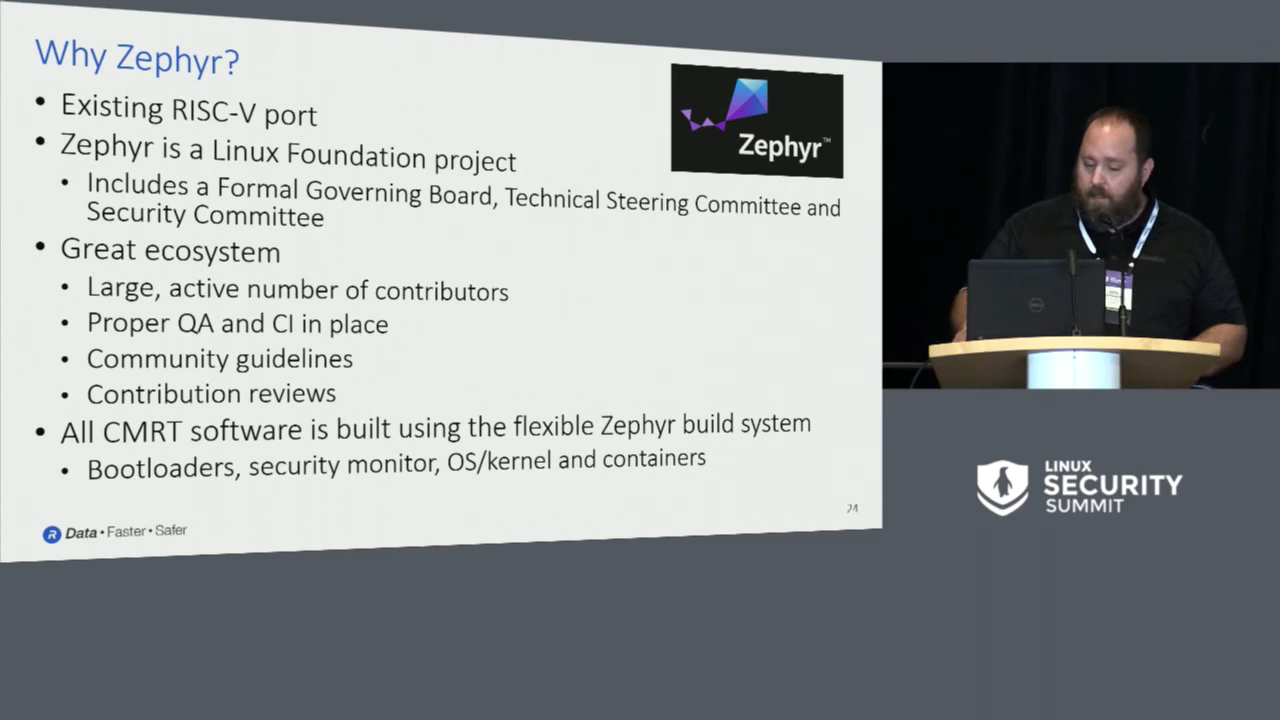 Why Zephyr?
• Existing RISC-V port
• Zephyr is a Linux Foundation project
• Includes a Formal Governing Board, Technical Steering Committee and
Security Committee
• Great ecosystem
• Large, active number of contributors
• Proper QA and CI in place
• Community guidelines
• Contribution reviews
• All CMRT software is built using the flexible Zephyr build system
• Bootloaders, security monitor, OS/kernel and containers
Zephyr™
24
R Data • Faster • Safer
DELL
LINUX
SECURITY
SUMMIT